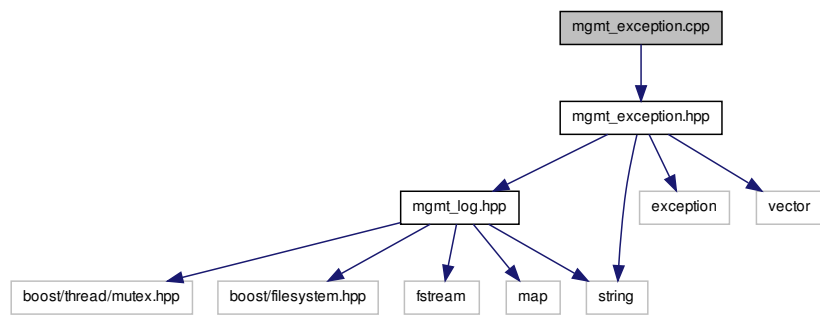 mgmt_exception.cpp
mgmt_exception.hpp
mgmt_log.hpp
exception
vector
boost/thread/mutex.hpp
boost/filesystem.hpp
fstream
map
string